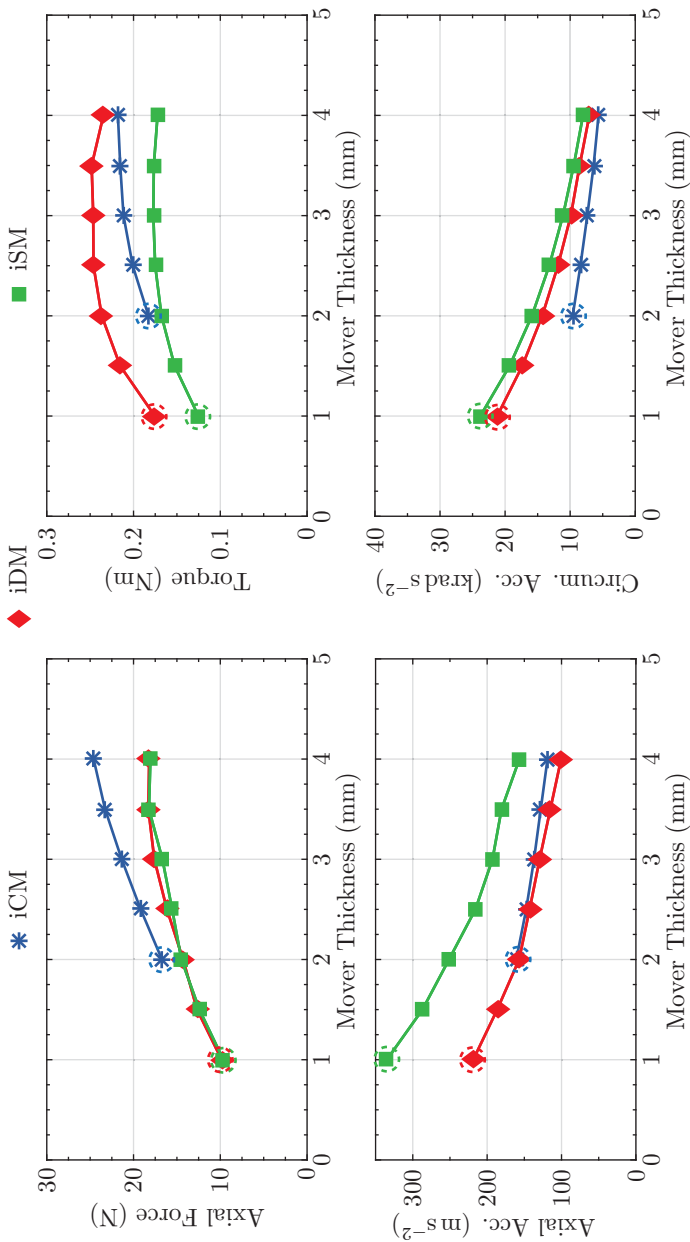 iCM iDM iSM
30
20
10
0
Axial Force (N)
0 1 2 3 4 5
Mover Thickness (mm)
0.3
0.2
0.1
0
Torque (Nm)
0 1 2 3 4 5
Mover Thickness (mm)
300
200
100
0
Axial Acc. (m s−2)
0 1 2 3 4 5
Mover Thickness (mm)
40
30
20
10
0
Circum. Acc. (krad s−2)
0 1 2 3 4 5
Mover Thickness (mm)